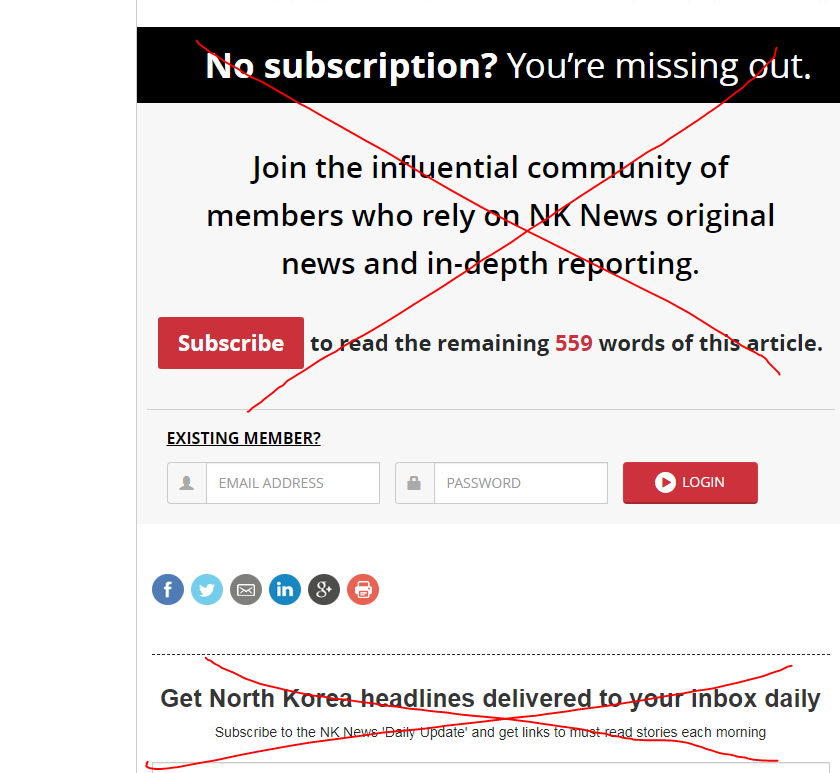 No subscription? You're missing out.
Join the influential community of
members who rely on NK News original
news and in-depth reporting.
Subscribe to read the remaining 559 words of this article.
EXISTING MEMBER?
EMAIL ADDRESS PASSWORD LOGIN
f in g+
Get North Korea headlines delivered to your inbox daily
Subscribe to the NK News 'Daily Update' and get links to must-read stories each morning